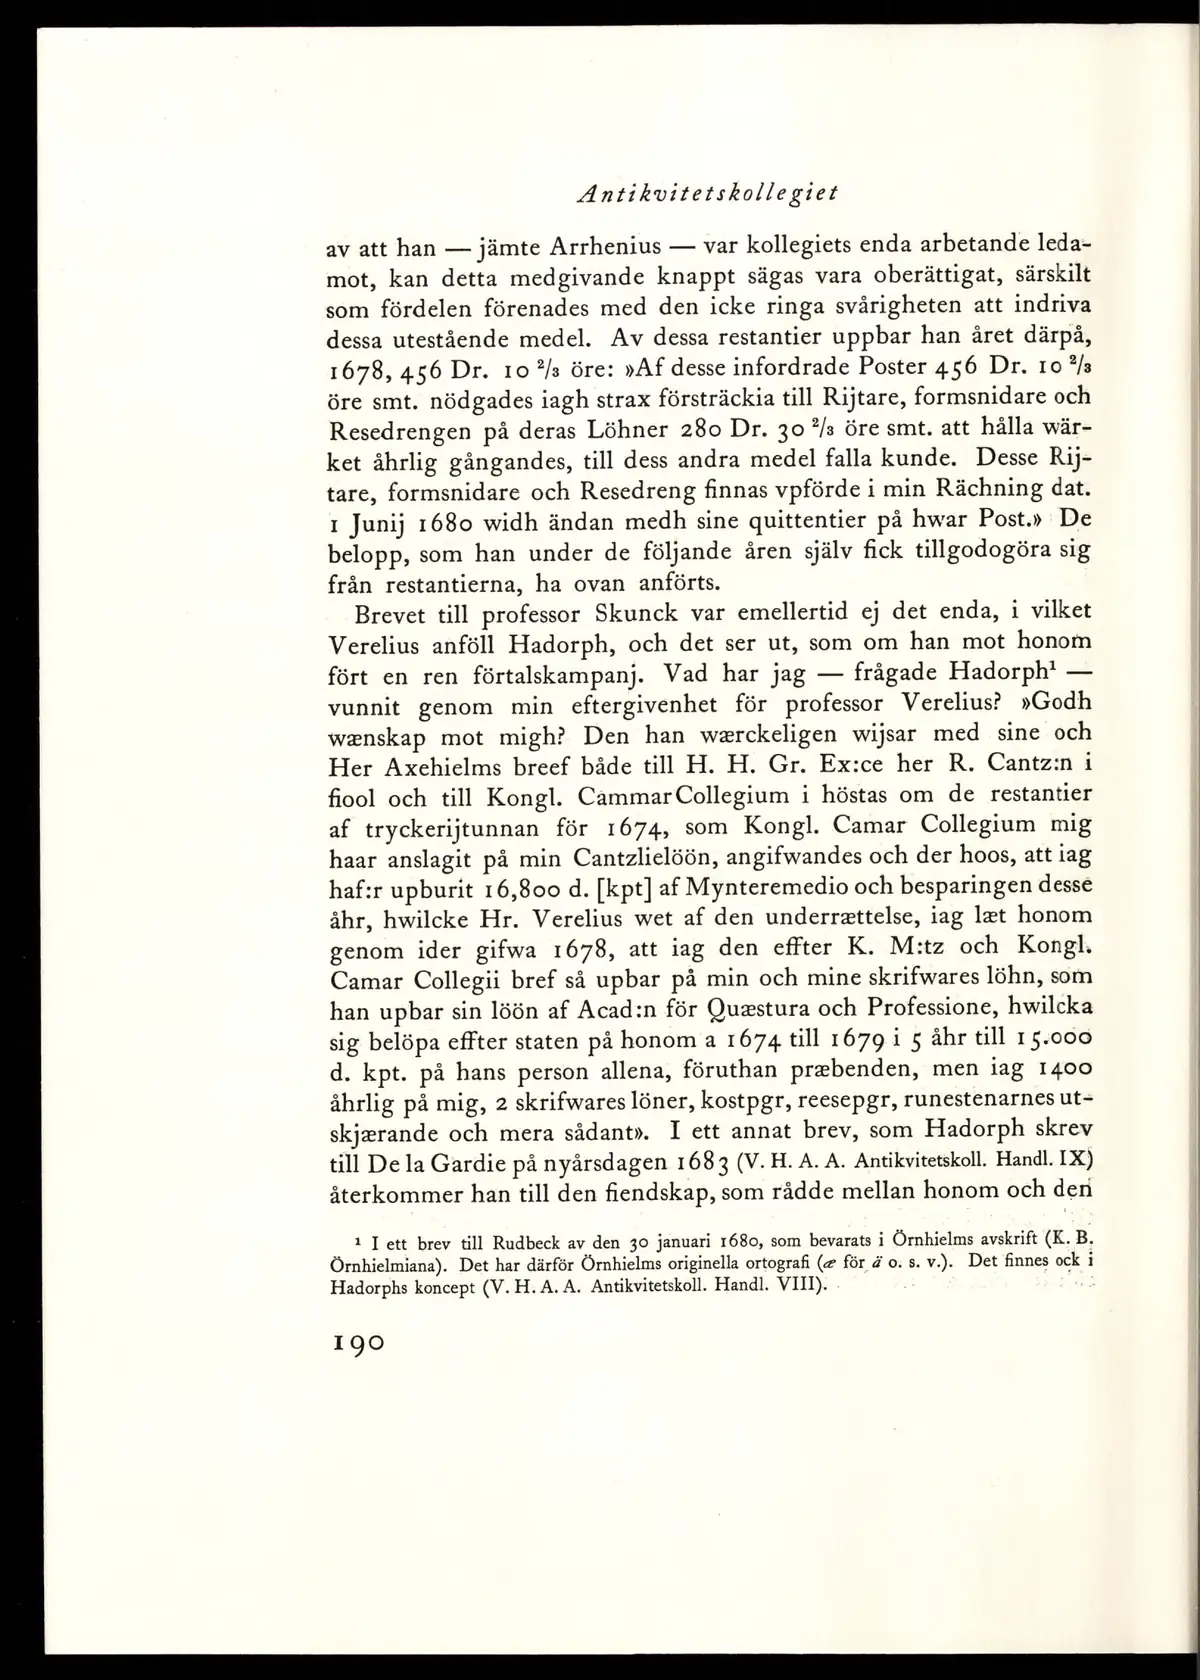 Antikvitetskollegiet
av att han — jämte Arrhenius — var kollegiets enda arbetande leda-
mot, kan detta medgivande knappt sägas vara oberättigat, särskilt
som fördelen förenades med den icke ringa svårigheten att indriva
dessa utestående medel. Av dessa restantier uppbar han året därpå,
1678, 456 Dr. 10 2/3 öre: »Af desse infordrade Poster 456 Dr. 10 2/3
öre smt. nödgades iagh strax försträckia till Rijtare, formsnidare och
Resedrengen på deras Löhner 280 Dr. 30 2/3 öre smt. att hålla wär-
ket åhrlig gångandes, till dess andra medel falla kunde. Desse Rij-
tare, formsnidare och Resedreng finnas vpförde i min Rächning dat.
1 Junij 1680 widh ändan medh sine quittentier på hwar Post.» De
belopp, som han under de följande åren själv fick tillgodogöra sig
från restantierna, ha ovan anförts.
Brevet till professor Skunck var emellertid ej det enda, i vilket
Verelius anföll Hadorph, och det ser ut, som om han mot honom
fört en ren förtalskampanj. Vad har jag — frågade Hadorph¹ —
vunnit genom min eftergivenhet för professor Verelius? »Godh
wænskap mot migh? Den han wærckeligen wijsar med sine och
Her Axehielms breef både till H. H. Gr. Ex:ce her R. Cantz:n i
fiool och till Kongl. CammarCollegium i höstas om de restantier
af tryckerijtunnan för 1674, som Kongl. Camar Collegium mig
haar anslagit på min Cantzlielöön, angifwandes och der hoos, att iag
haf:r upburit 16,800 d. [kpt] af Mynteremedio och besparingen desse
åhr, hwilcke Hr. Verelius wet af den underrættelse, iag læt honom
genom ider gifwa 1678, att iag den effter K. M:tz och Kongl.
Camar Collegii bref så upbar på min och mine skrifwares löhn, som
han upbar sin löön af Acad:n för Quæstura och Professione, hwilcka
sig belöpa effter staten på honom a 1674 till 1679 i 5 åhr till 15.000
d. kpt. på hans person allena, föruthan præbenden, men iag 1400
åhrlig på mig, 2 skrifwares löner, kostpgr, reesepgr, runestenarnes ut-
skjærande och mera sådant». I ett annat brev, som Hadorph skrev
till De la Gardie på nyårsdagen 1683 (V. H. A. A. Antikvitetskoll. Handl. IX)
återkommer han till den fiendskap, som rådde mellan honom och den
¹ I ett brev till Rudbeck av den 30 januari 1680, som bevarats i Örnhielms avskrift (K. B.
Örnhielmiana). Det har därför Örnhielms originella ortografi (æ för ä o. s. v.). Det finnes ock i
Hadorphs koncept (V. H. A. A. Antikvitetskoll. Handl. VIII).
190